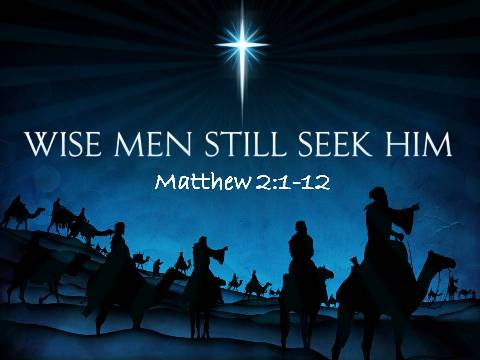 WISE MEN STILL SEEK HIM
Matthew 2:1-12